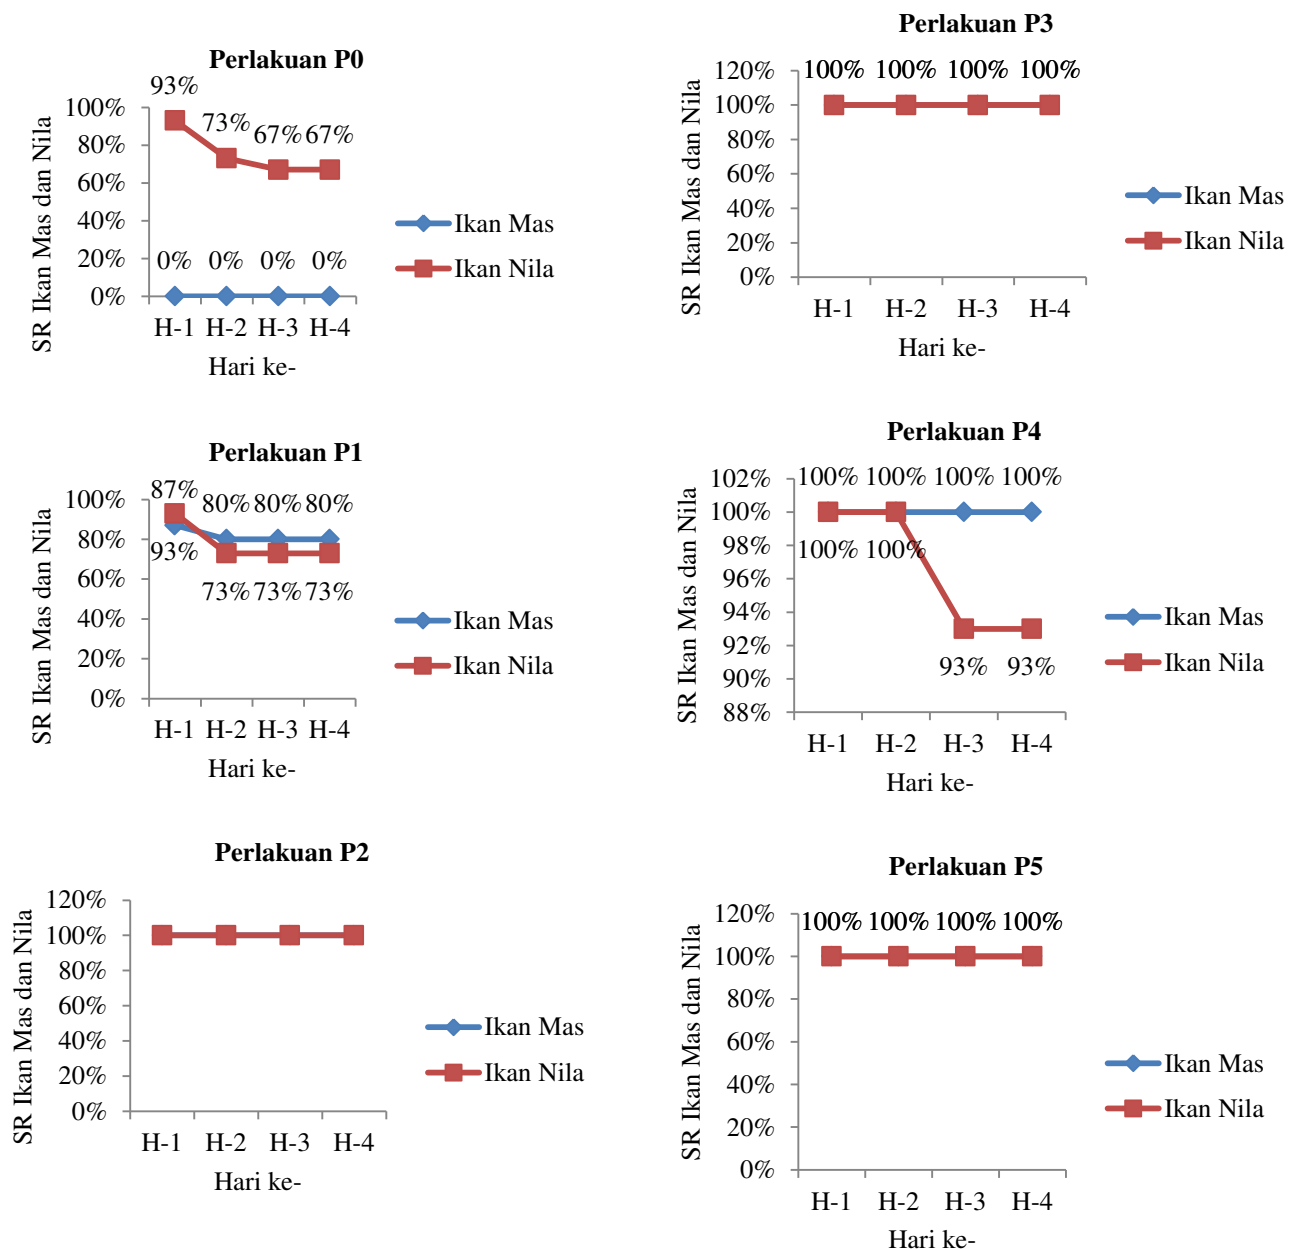 Perlakuan P0
93%
73%
67% 67%
0% 0% 0% 0%
100%
80%
60%
40%
20%
0%
SR Ikan Mas dan Nila
H-1 H-2 H-3 H-4
Hari ke-
Ikan Mas
Ikan Nila
Perlakuan P1
87%
80% 80% 80%
93%
73% 73% 73%
100%
80%
60%
40%
20%
0%
SR Ikan Mas dan Nila
H-1 H-2 H-3 H-4
Hari ke-
Ikan Mas
Ikan Nila
Perlakuan P2
120%
100%
80%
60%
40%
20%
0%
SR Ikan Mas dan Nila
H-1 H-2 H-3 H-4
Hari ke-
Ikan Mas
Ikan Nila
Perlakuan P3
100% 100% 100% 100%
120%
100%
80%
60%
40%
20%
0%
SR Ikan Mas dan Nila
H-1 H-2 H-3 H-4
Hari ke-
Ikan Mas
Ikan Nila
Perlakuan P4
100% 100% 100% 100%
100% 100%
93% 93%
102%
100%
98%
96%
94%
92%
90%
88%
SR Ikan Mas dan Nila
H-1 H-2 H-3 H-4
Hari ke-
Ikan Mas
Ikan Nila
Perlakuan P5
100% 100% 100% 100%
120%
100%
80%
60%
40%
20%
0%
SR Ikan Mas dan Nila
H-1 H-2 H-3 H-4
Hari ke-
Ikan Mas
Ikan Nila